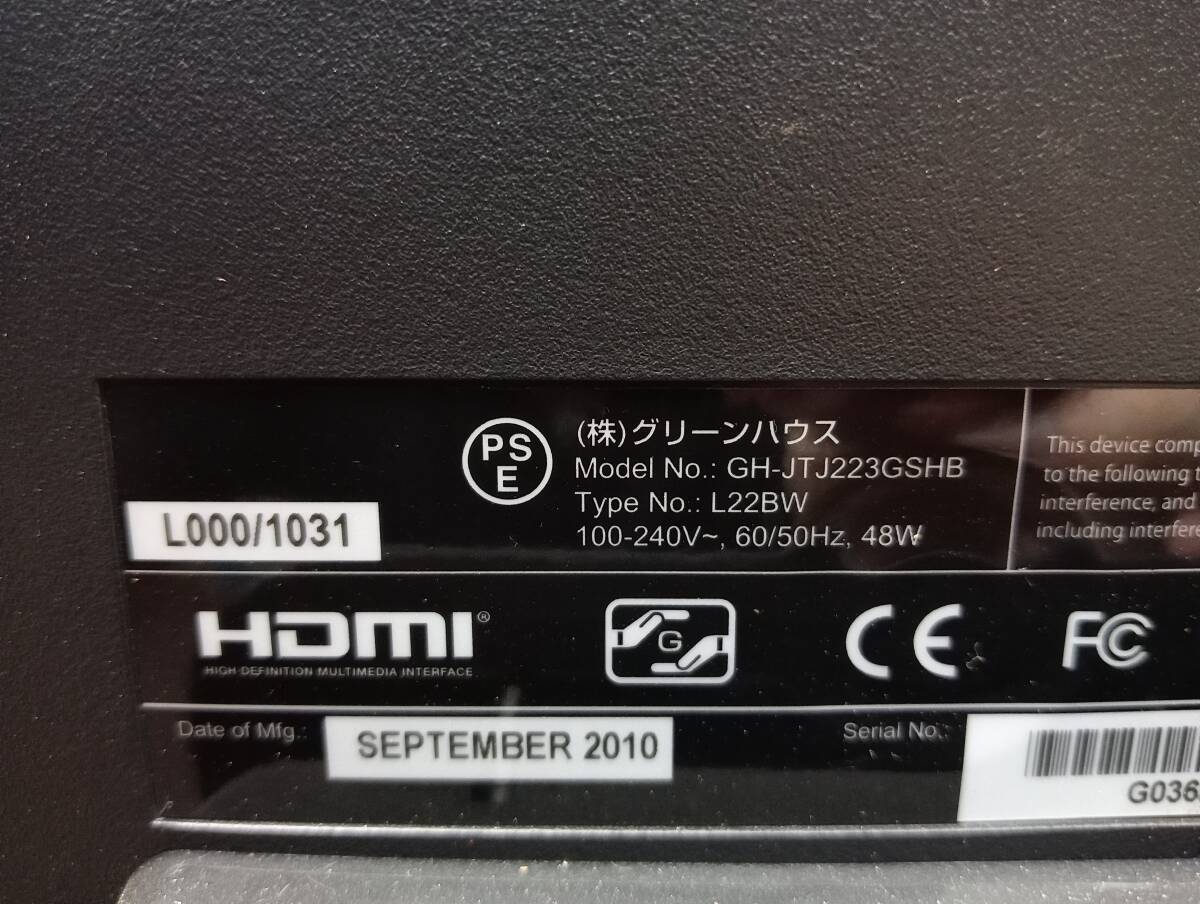 PS
E
(株)グリーンハウス
Model No.: GH-JTJ223GSHB
Type No.: L22BW
100-240V~, 60/50Hz, 48W
L000/1031
This device
to the following
interference, and
including
HDMI®
HIGH-DEFINITION MULTIMEDIA INTERFACE
G
CE
FC
Date of Mfg.:
SEPTEMBER 2010
Serial No.:
G036